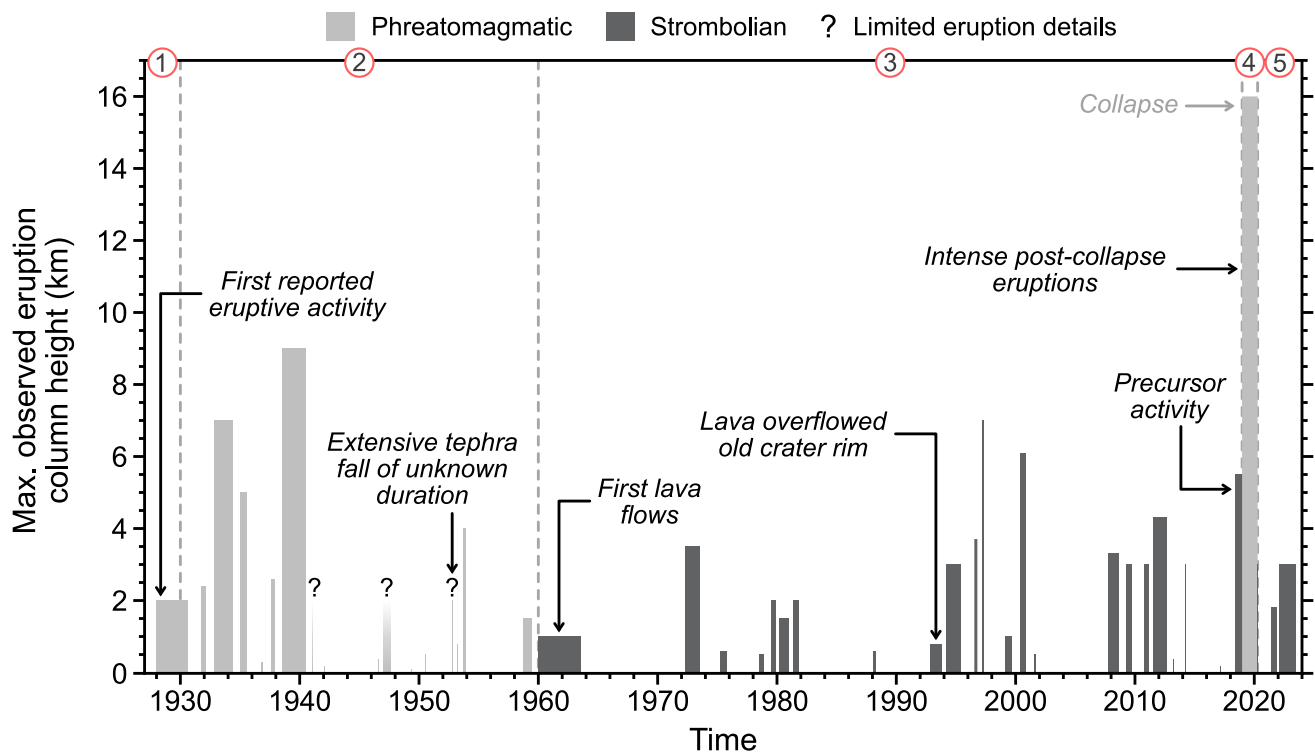 Phreatomagmatic Strombolian ? Limited eruption details
1 2 3 4 5
Collapse
Intense post-collapse
eruptions
First reported
eruptive activity
Precursor
activity
Extensive tephra
fall of unknown
duration
Lava overflowed
old crater rim
First lava
flows
? ? ?
Max. observed eruption
column height (km)
16
14
12
10
8
6
4
2
0
1930 1940 1950 1960 1970 1980 1990 2000 2010 2020
Time